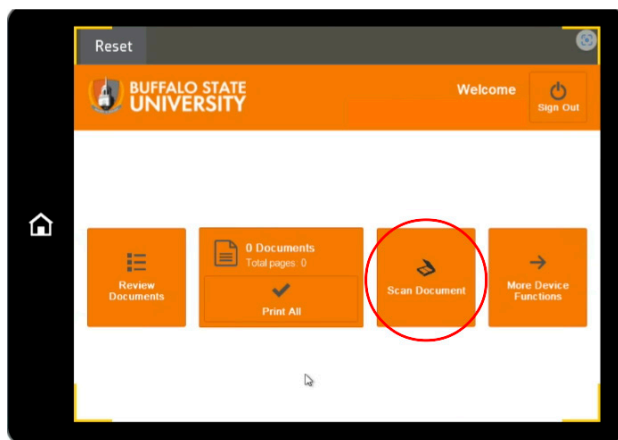 Reset
BUFFALO STATE
UNIVERSITY
Welcome
Sign Out
Review
Documents
0 Documents
Total pages: 0
Print All
Scan Document
More Device
Functions